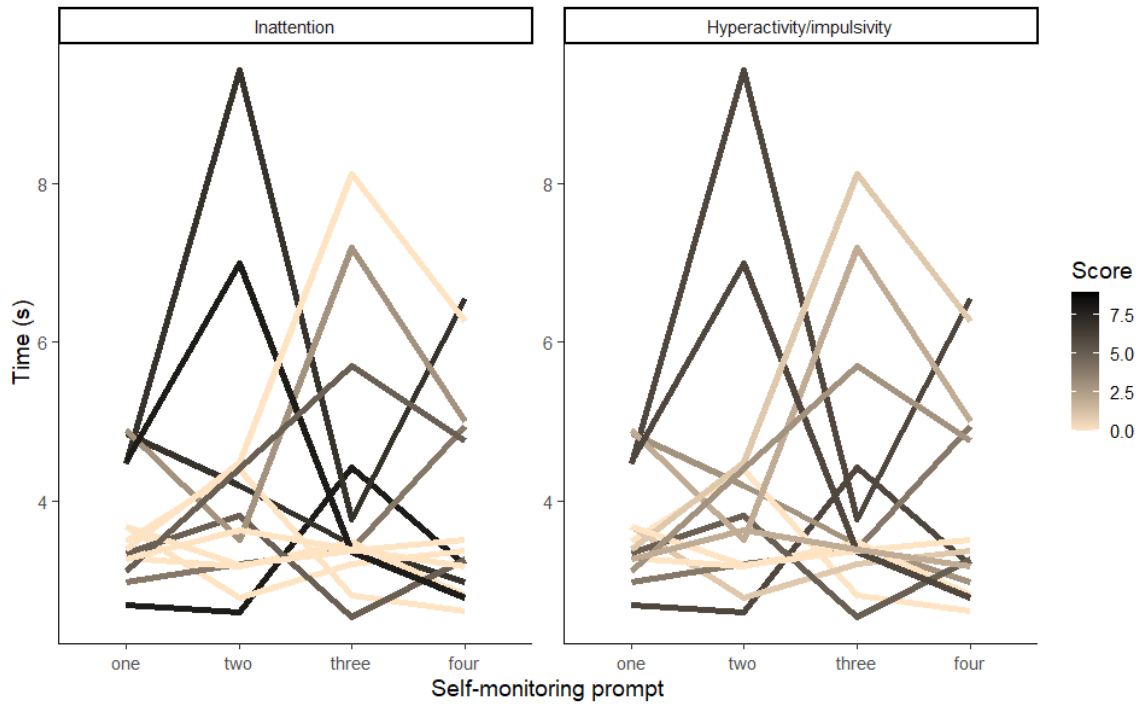 Inattention
Hyperactivity/impulsivity
Time (s)
8
6
4
8
6
4
one two three four
one two three four
Self-monitoring prompt
Score
7.5
5.0
2.5
0.0